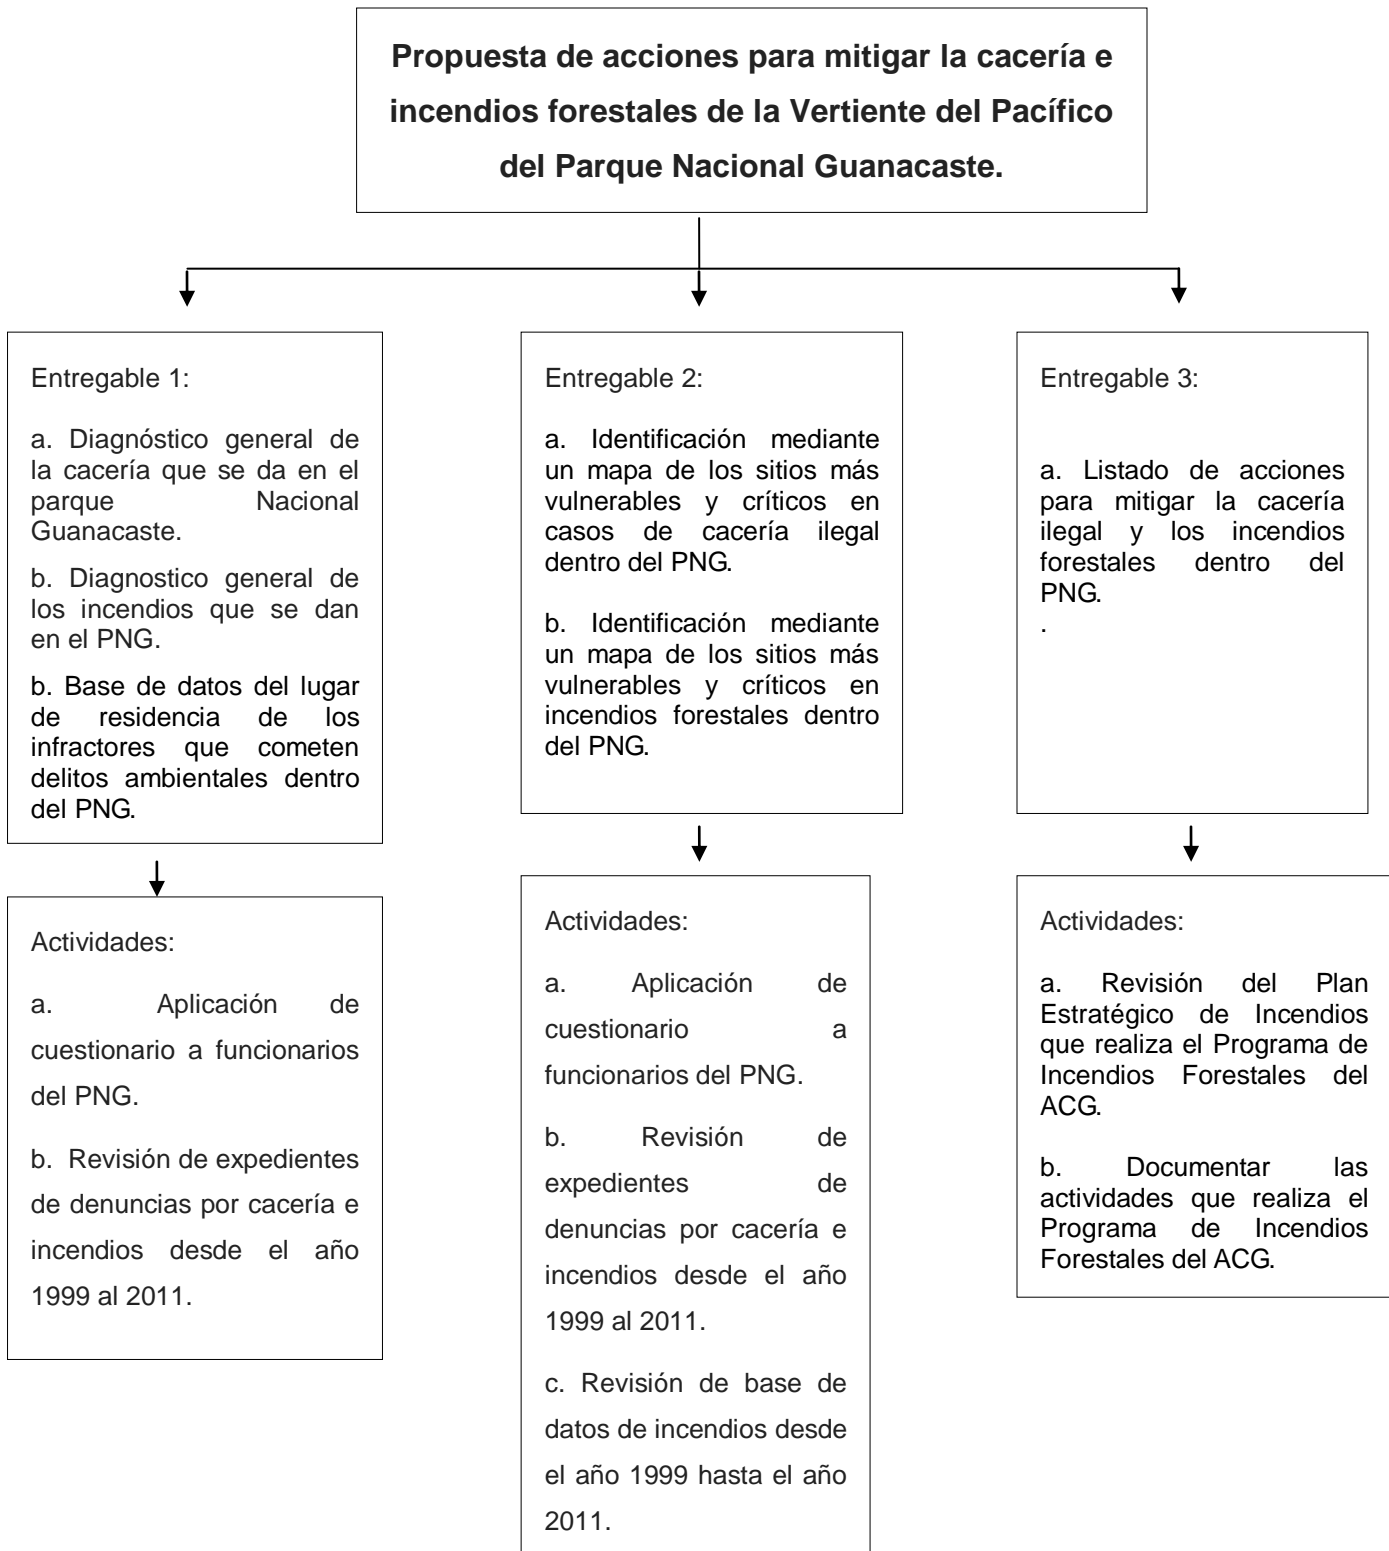 Propuesta de acciones para mitigar la cacería e
incendios forestales de la Vertiente del Pacífico
del Parque Nacional Guanacaste.
Entregable 1:
a. Diagnóstico general de
la cacería que se da en el
parque Nacional
Guanacaste.
b. Diagnostico general de
los incendios que se dan
en el PNG.
b. Base de datos del lugar
de residencia de los
infractores que cometen
delitos ambientales dentro
del PNG.
Entregable 2:
a. Identificación mediante
un mapa de los sitios más
vulnerables y críticos en
casos de cacería ilegal
dentro del PNG.
b. Identificación mediante
un mapa de los sitios más
vulnerables y críticos en
incendios forestales dentro
del PNG.
Entregable 3:
a. Listado de acciones
para mitigar la cacería
ilegal y los incendios
forestales dentro del
PNG.
.
Actividades:
a. Aplicación de
cuestionario a funcionarios
del PNG.
b. Revisión de expedientes
de denuncias por cacería e
incendios desde el año
1999 al 2011.
Actividades:
a. Aplicación de
cuestionario a
funcionarios del PNG.
b. Revisión de
expedientes de
denuncias por cacería e
incendios desde el año
1999 al 2011.
c. Revisión de base de
datos de incendios desde
el año 1999 hasta el año
2011.
Actividades:
a. Revisión del Plan
Estratégico de Incendios
que realiza el Programa de
Incendios Forestales del
ACG.
b. Documentar las
actividades que realiza el
Programa de Incendios
Forestales del ACG.